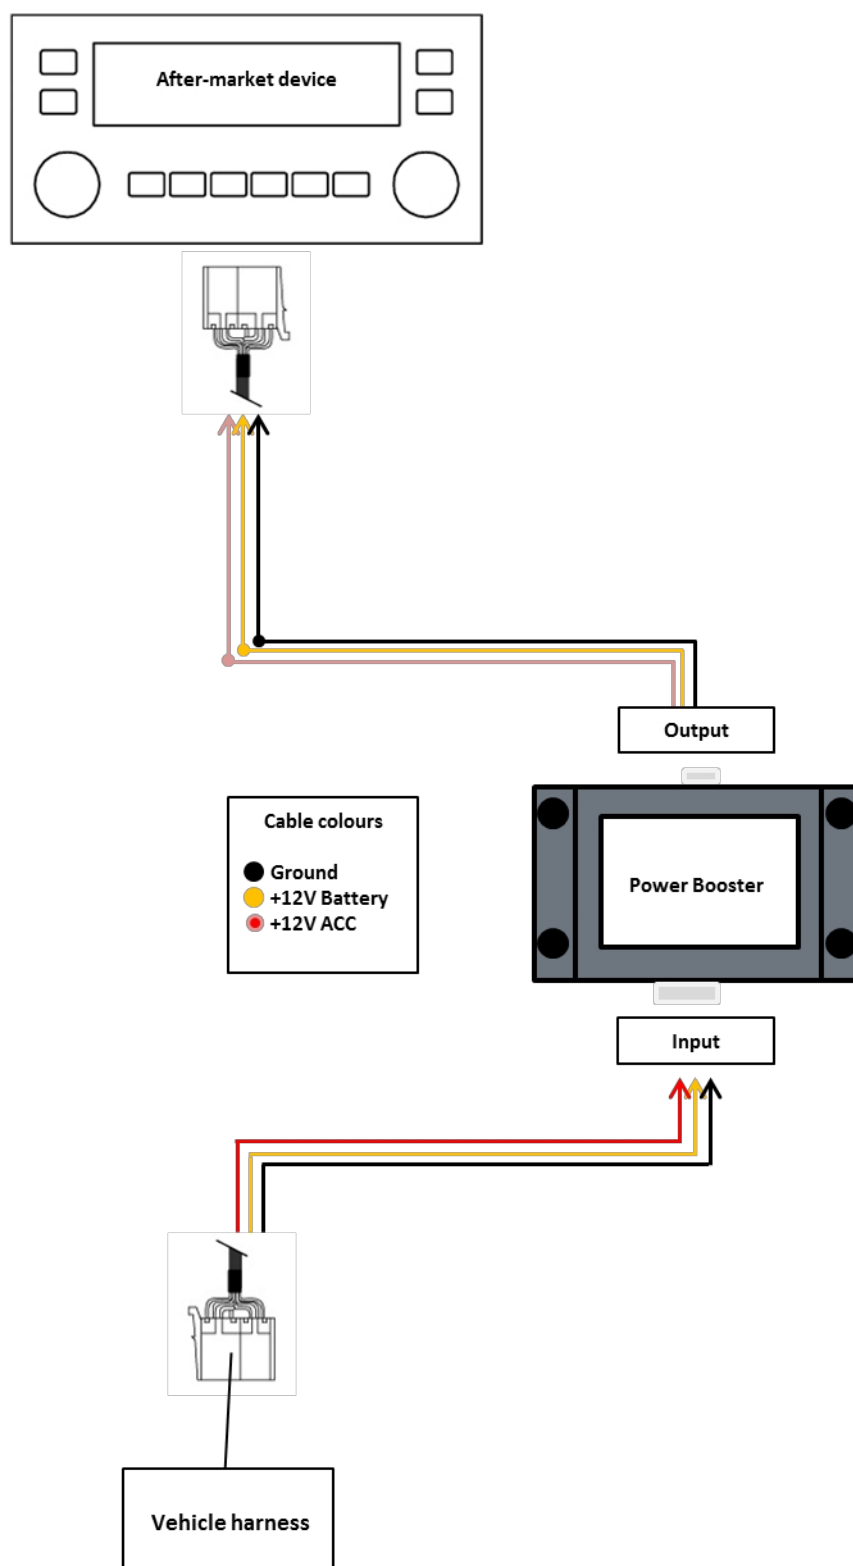 After-market device
Output
Cable colours
Ground
+12V Battery
+12V ACC
Power Booster
Input
Vehicle harness